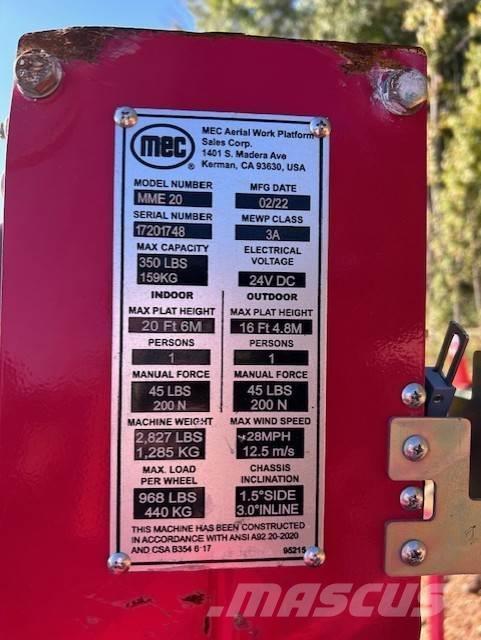 mec
®
MEC Aerial Work Platform
Sales Corp.
1401 S. Madera Ave
Kerman, CA 93630, USA
MODEL NUMBER
MME 20
MFG DATE
02/22
SERIAL NUMBER
17201748
MEWP CLASS
3A
MAX CAPACITY
350 LBS
159KG
ELECTRICAL
VOLTAGE
24V DC
INDOOR
OUTDOOR
MAX PLAT HEIGHT
20 Ft 6M
MAX PLAT HEIGHT
16 Ft 4.8M
PERSONS
1
PERSONS
1
MANUAL FORCE
45 LBS
200 N
MANUAL FORCE
45 LBS
200 N
MACHINE WEIGHT
2,827 LBS
1,285 KG
MAX WIND SPEED
28MPH
12.5 m/s
MAX. LOAD
PER WHEEL
968 LBS
440 KG
CHASSIS
INCLINATION
1.5°SIDE
3.0°INLINE
THIS MACHINE HAS BEEN CONSTRUCTED
IN ACCORDANCE WITH ANSI A92.20-2020
AND CSA B354 6-17
95215
MASCUS